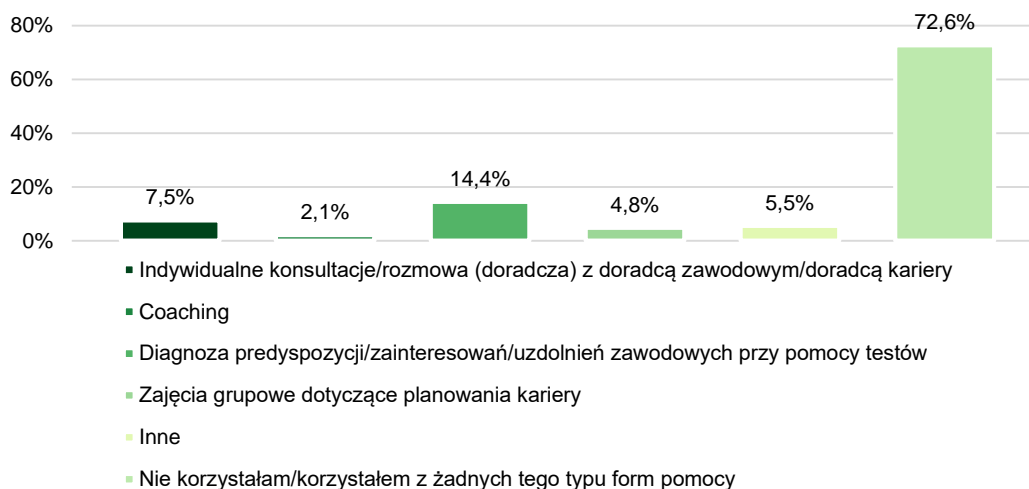 80%
72,6%
60%
40%
20%
14,4%
7,5%
5,5%
4,8%
2,1%
0%
Indywidualne konsultacje/rozmowa (doradcza) z doradcą zawodowym/doradcą kariery
Coaching
Diagnoza predyspozycji/zainteresowań/uzdolnień zawodowych przy pomocy testów
Zajęcia grupowe dotyczące planowania kariery
Inne
Nie korzystałam/korzystałem z żadnych tego typu form pomocy